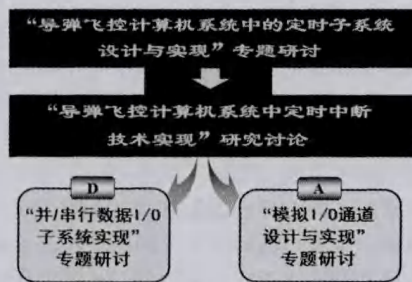 “导弹飞控计算机系统中的定时子系统
设计与实现”专题研讨
“导弹飞控计算机系统中定时中断
技术实现”研究讨论
D
“并/串行数据I/O
子系统实现”
专题研讨
A
“模拟I/0通道
设计与实现”
专题研讨